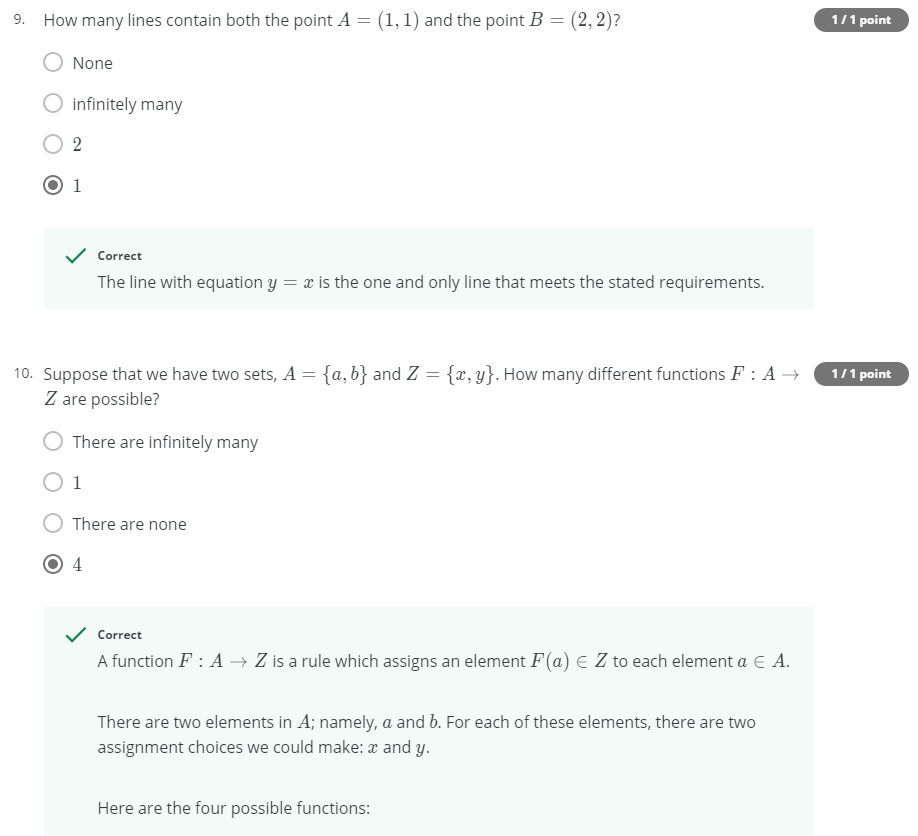 9. How many lines contain both the point A = (1, 1) and the point B = (2, 2)? 1 / 1 point
None
infinitely many
2
1
Correct
The line with equation y = x is the one and only line that meets the stated requirements.
10. Suppose that we have two sets, A = {a, b} and Z = {x, y}. How many different functions F : A → 1 / 1 point
Z are possible?
There are infinitely many
1
There are none
4
Correct
A function F : A → Z is a rule which assigns an element F(a) ∈ Z to each element a ∈ A.
There are two elements in A; namely, a and b. For each of these elements, there are two
assignment choices we could make: x and y.
Here are the four possible functions: